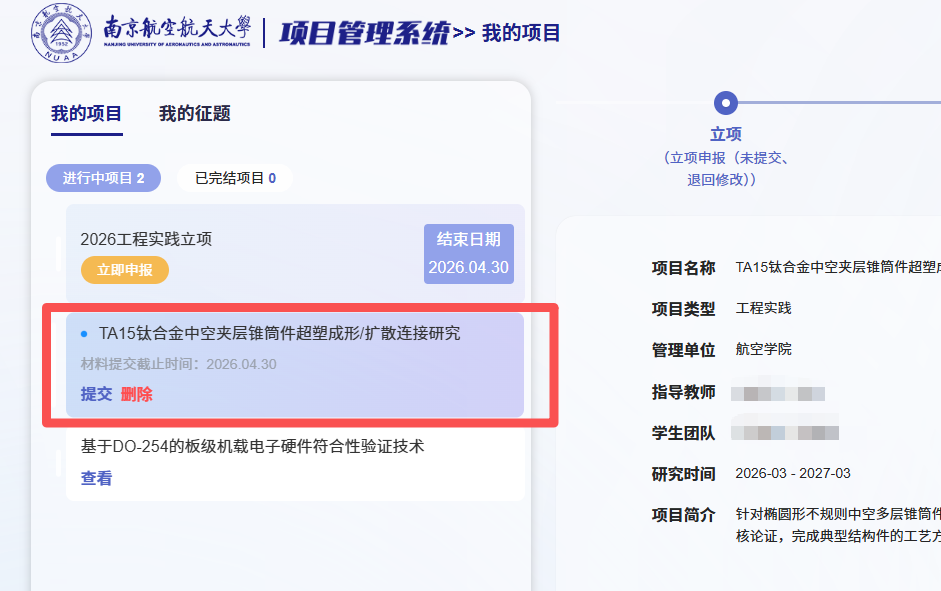 南京航空航天大學
NANJING UNIVERSITY OF AERONAUTICS AND ASTRONAUTICS
1952
NUAA
项目管理系统>> 我的项目
我的项目 我的征题
进行中项目 2 已完结项目 0
2026工程实践立项
立即申报
结束日期
2026.04.30
TA15钛合金中空夹层锥筒件超塑成形/扩散连接研究
材料提交截止时间：2026.04.30
提交 删除
基于DO-254的板级机载电子硬件符合性验证技术
查看
立项
（立项申报（未提交、
退回修改））
项目名称 TA15钛合金中空夹层锥筒件超塑成
项目类型 工程实践
管理单位 航空学院
指导教师
学生团队
研究时间 2026-03 - 2027-03
项目简介 针对椭圆形不规则中空多层锥筒件
核论证，完成典型结构件的工艺方